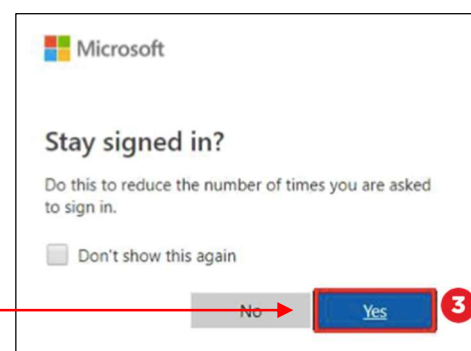 Microsoft
Stay signed in?
Do this to reduce the number of times you are asked
to sign in.
Don't show this again
No Yes 3